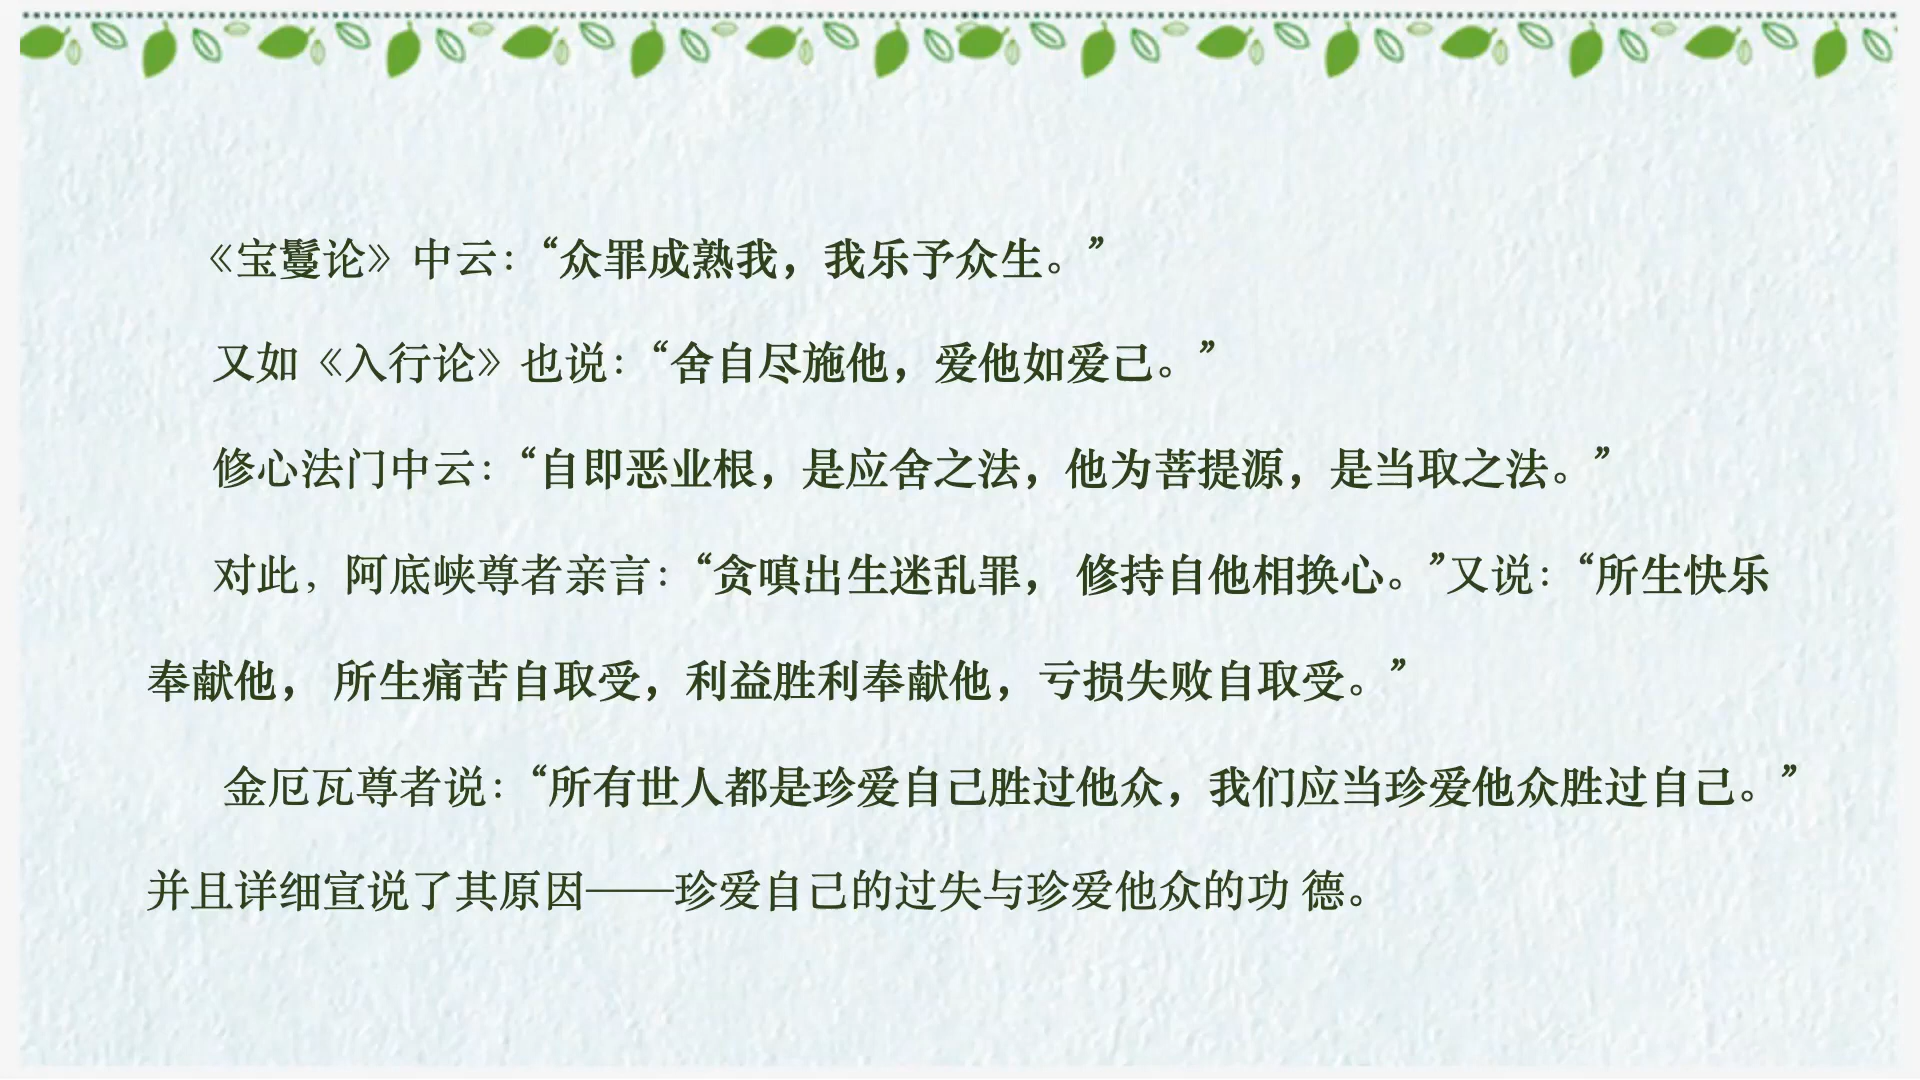 《宝鬘论》中云：“众罪成熟我，我乐予众生。”
又如《入行论》也说：“舍自尽施他，爱他如爱己。”
修心法门中云：“自即恶业根，是应舍之法，他为菩提源，是当取之法。”
对此，阿底峡尊者亲言：“贪嗔出生迷乱罪， 修持自他相换心。”又说：“所生快乐
奉献他， 所生痛苦自取受，利益胜利奉献他，亏损失败自取受。”
金厄瓦尊者说：“所有世人都是珍爱自己胜过他众，我们应当珍爱他众胜过自己。”
并且详细宣说了其原因——珍爱自己的过失与珍爱他众的功 德。